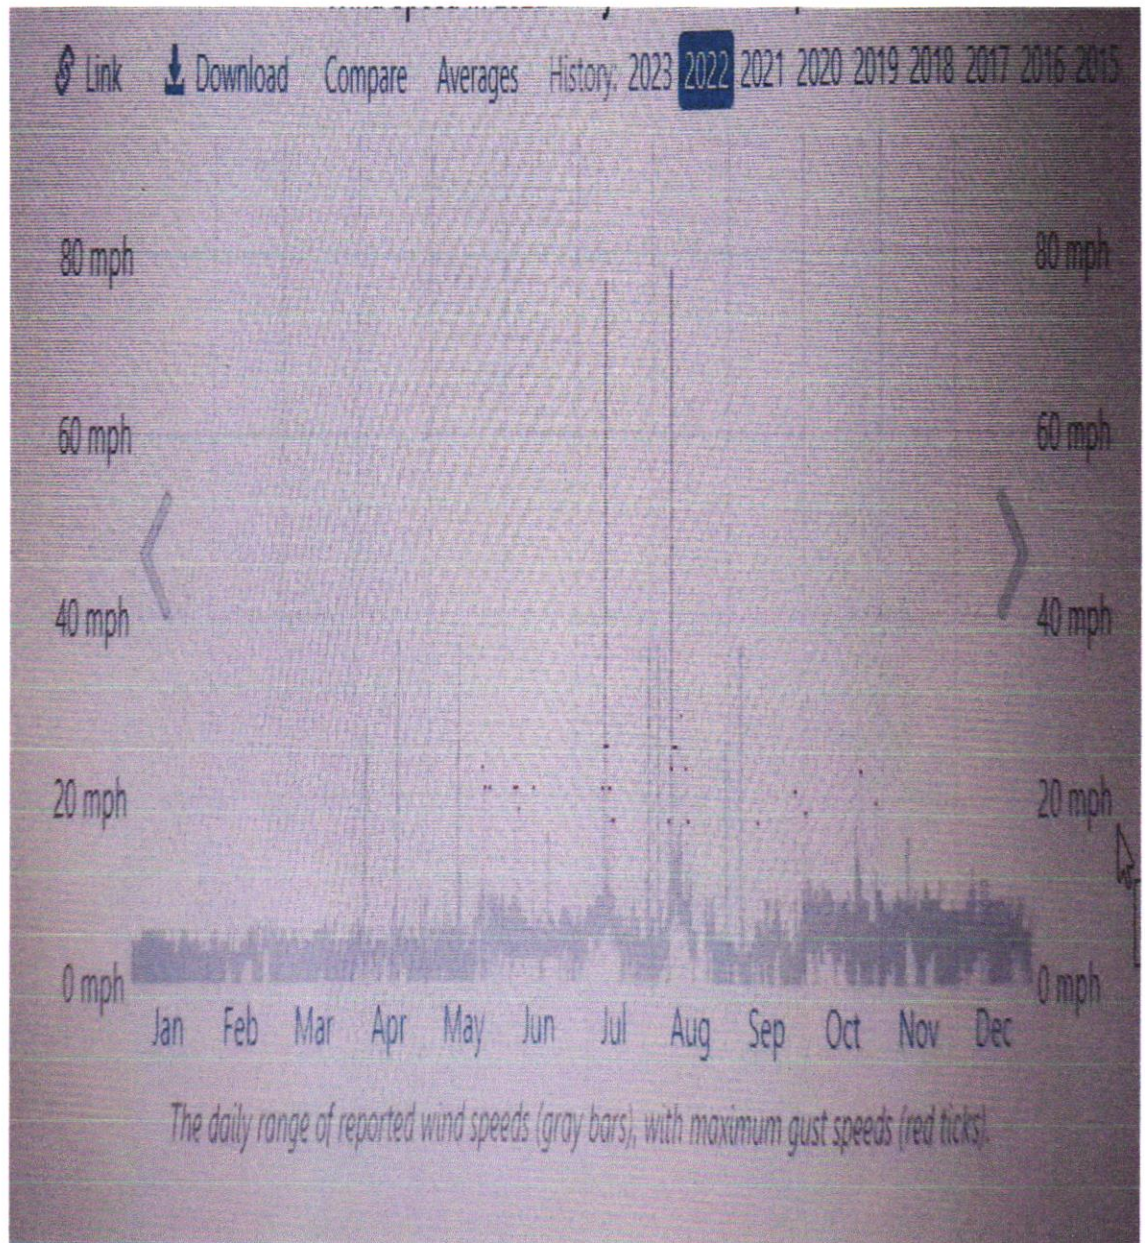 Link Download Compare Averages History: 2023 2022 2021 2020 2019 2018 2017 2016 2015
80 mph 80 mph
60 mph 60 mph
40 mph 40 mph
20 mph 20 mph
0 mph 0 mph
Jan Feb Mar Apr May Jun Jul Aug Sep Oct Nov Dec
The daily range of reported wind speeds (gray bars), with maximum gust speeds (red ticks).